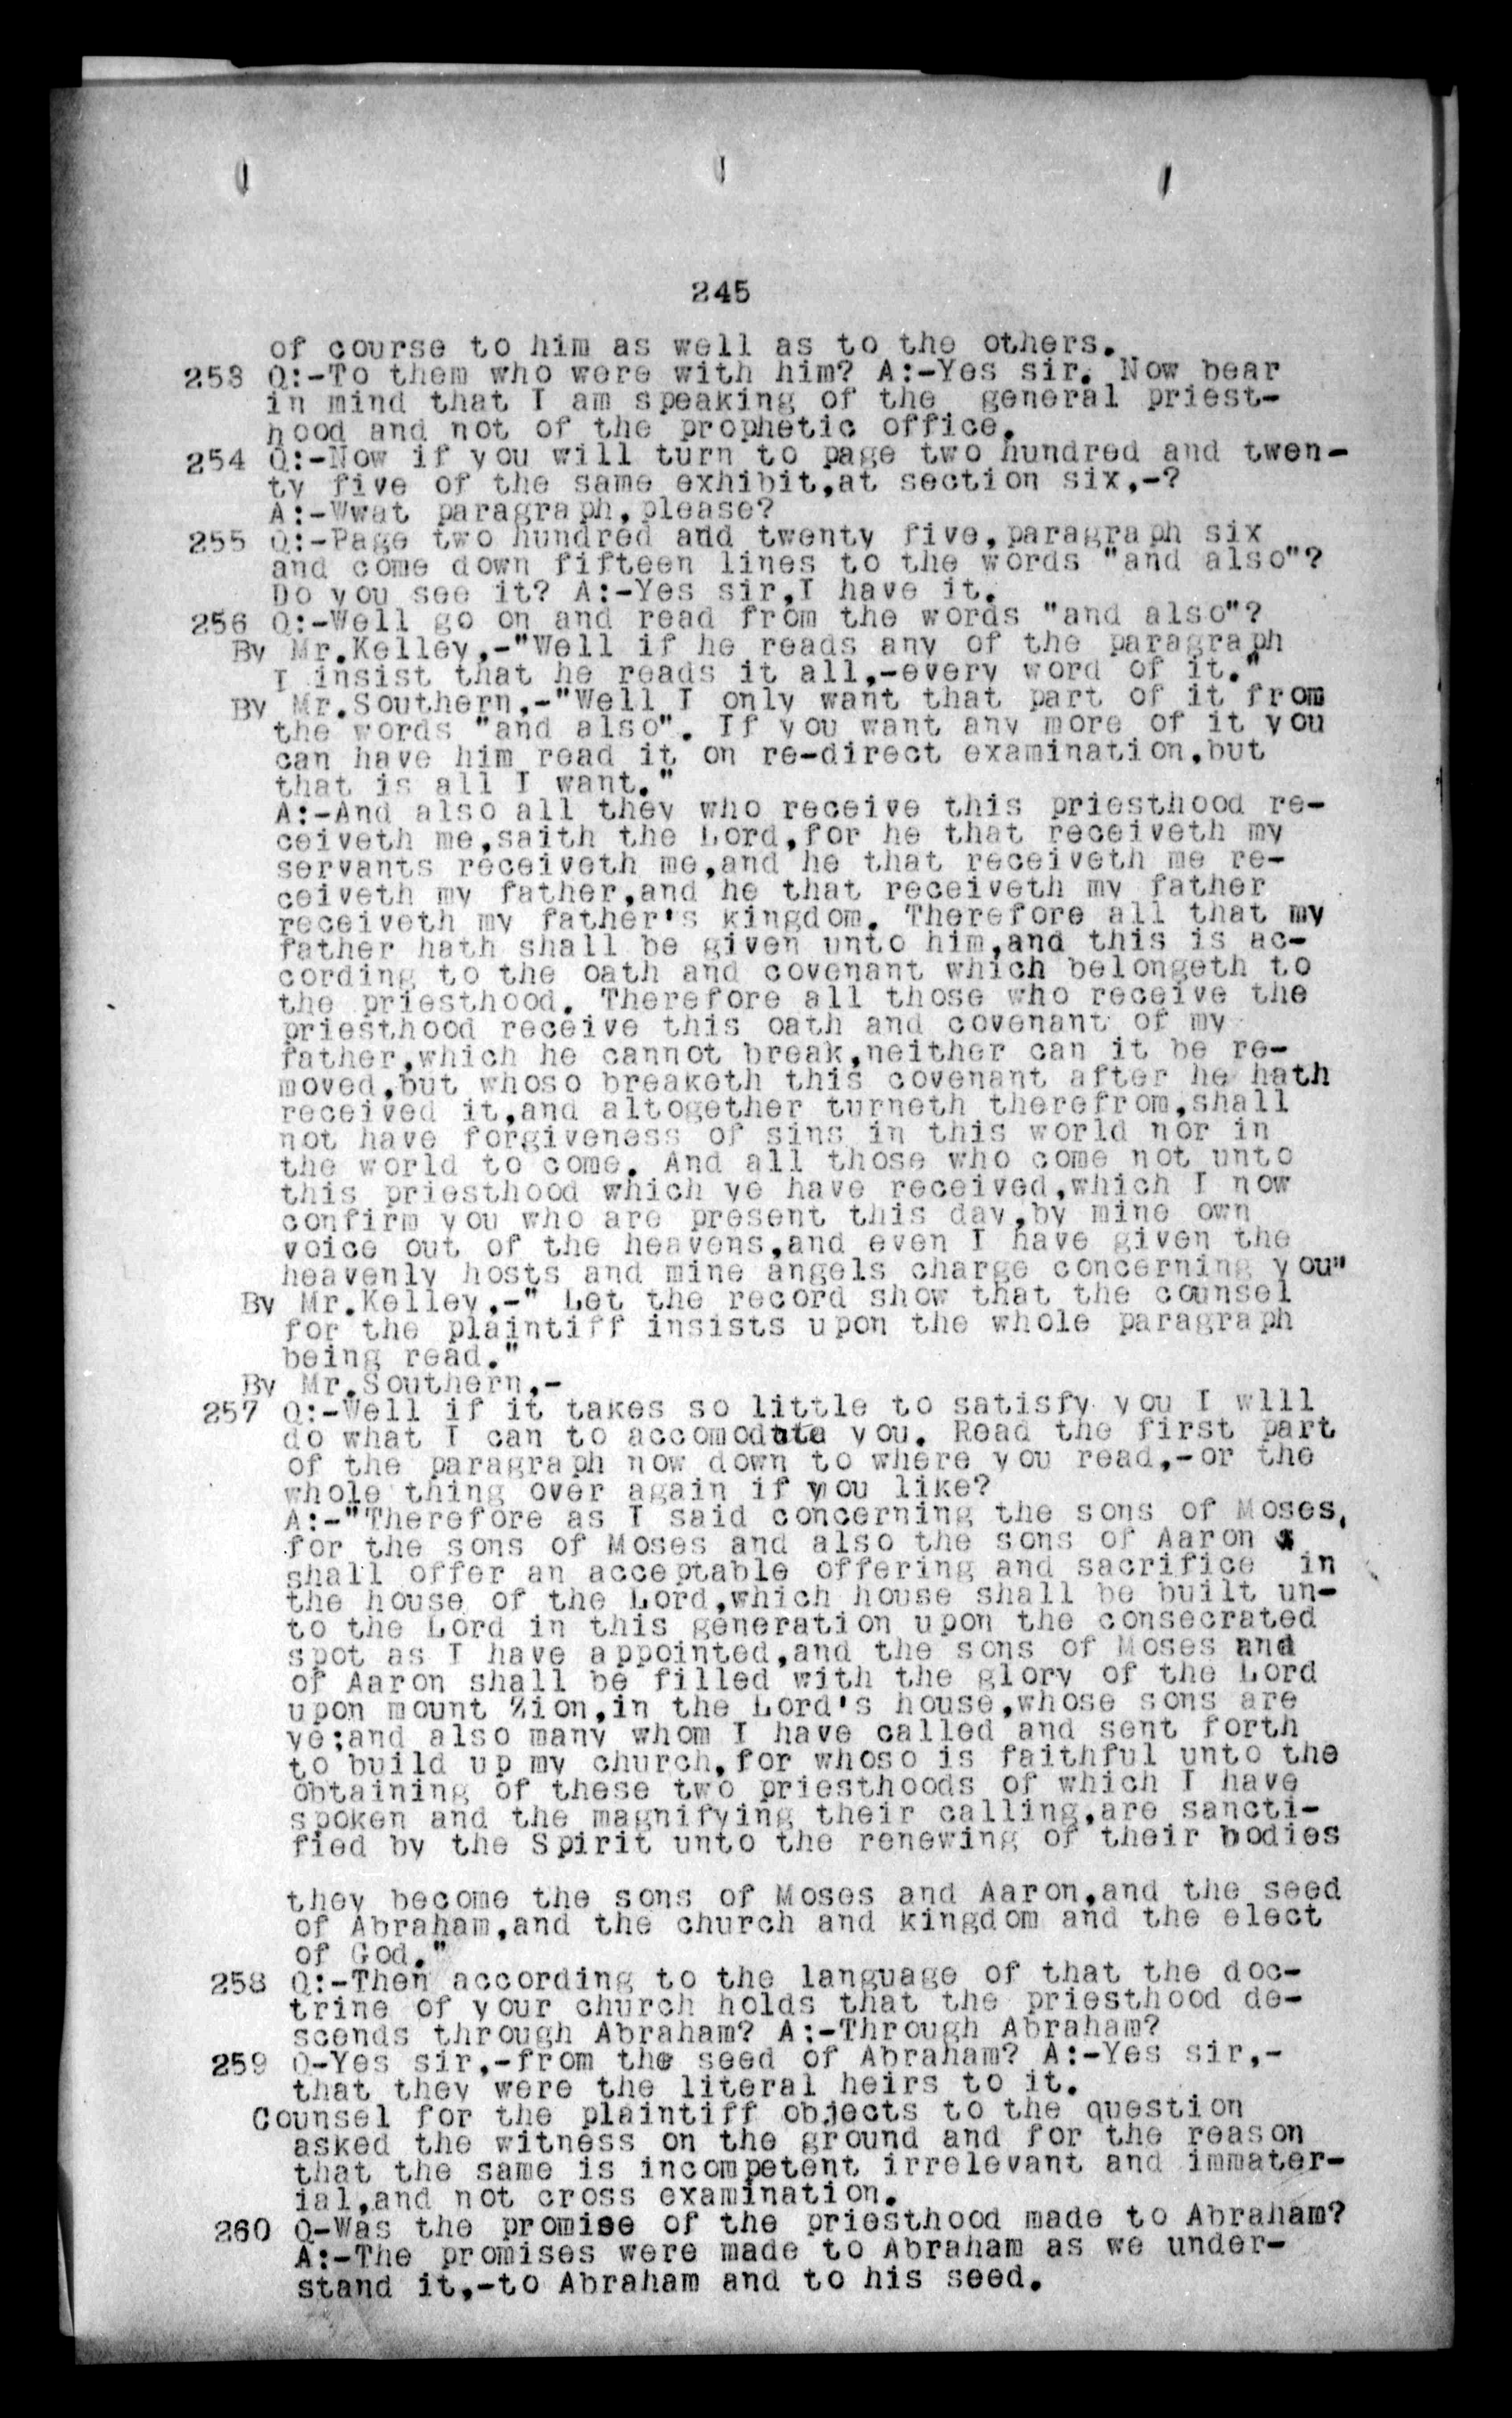 245
of course to him as well as to the others.
253 Q:-To them who were with him? A:-Yes sir. Now bear
in mind that I am speaking of the general priest-
hood and not of the prophetic office.
254 Q:-Now if you will turn to page two hundred and twen-
ty five of the same exhibit,at section six,-?
A:-Wwat paragraph,please?
255 Q:-Page two hundred add twenty five,paragraph six
and come down fifteen lines to the words "and also"?
Do you see it? A:-Yes sir,I have it.
256 Q:-Well go on and read from the words "and also"?
By Mr.Kelley,-"Well if he reads any of the paragraph
I insist that he reads it all,-every word of it."
By Mr.Southern,-"Well I only want that part of it from
the words "and also". If you want any more of it you
can have him read it on re-direct examination,but
that is all I want."
A:-And also all they who receive this priesthood re-
ceiveth me,saith the Lord,for he that receiveth my
servants receiveth me,and he that receiveth me re-
ceiveth my father,and he that receiveth my father
receiveth my father's kingdom. Therefore all that my
father hath shall be given unto him,and this is ac-
cording to the oath and covenant which belongeth to
the priesthood. Therefore all those who receive the
priesthood receive this oath and covenant of my
father,which he cannot break,neither can it be re-
moved,but whoso breaketh this covenant after he hath
received it,and altogether turneth therefrom,shall
not have forgiveness of sins in this world nor in
the world to come. And all those who come not unto
this priesthood which ye have received,which I now
confirm you who are present this day,by mine own
voice out of the heavens,and even I have given the
heavenly hosts and mine angels charge concerning you"
By Mr.Kelley,-" Let the record show that the counsel
for the plaintiff insists upon the whole paragraph
being read."
By Mr.Southern,-
257 Q:-Well if it takes so little to satisfy you I wlll
do what I can to accomodate you. Read the first part
of the paragraph now down to where you read,-or the
whole thing over again if you like?
A:-"Therefore as I said concerning the sons of Moses,
for the sons of Moses and also the sons of Aaron
shall offer an acceptable offering and sacrifice in
the house of the Lord,which house shall be built un-
to the Lord in this generation upon the consecrated
spot as I have appointed,and the sons of Moses and
of Aaron shall be filled with the glory of the Lord
upon mount Zion,in the Lord's house,whose sons are
ye;and also many whom I have called and sent forth
to build up my church,for whoso is faithful unto the
obtaining of these two priesthoods of which I have
spoken and the magnifying their calling,are sancti-
fied by the Spirit unto the renewing of their bodies
they become the sons of Moses and Aaron,and the seed
of Abraham,and the church and kingdom and the elect
of God."
258 Q:-Then according to the language of that the doc-
trine of your church holds that the priesthood de-
scends through Abraham? A:-Through Abraham?
259 Q-Yes sir,-from the seed of Abraham? A:-Yes sir,-
that they were the literal heirs to it.
Counsel for the plaintiff objects to the question
asked the witness on the ground and for the reason
that the same is incompetent irrelevant and immater-
ial,and not cross examination.
260 Q-Was the promise of the priesthood made to Abraham?
A:-The promises were made to Abraham as we under-
stand it,-to Abraham and to his seed.